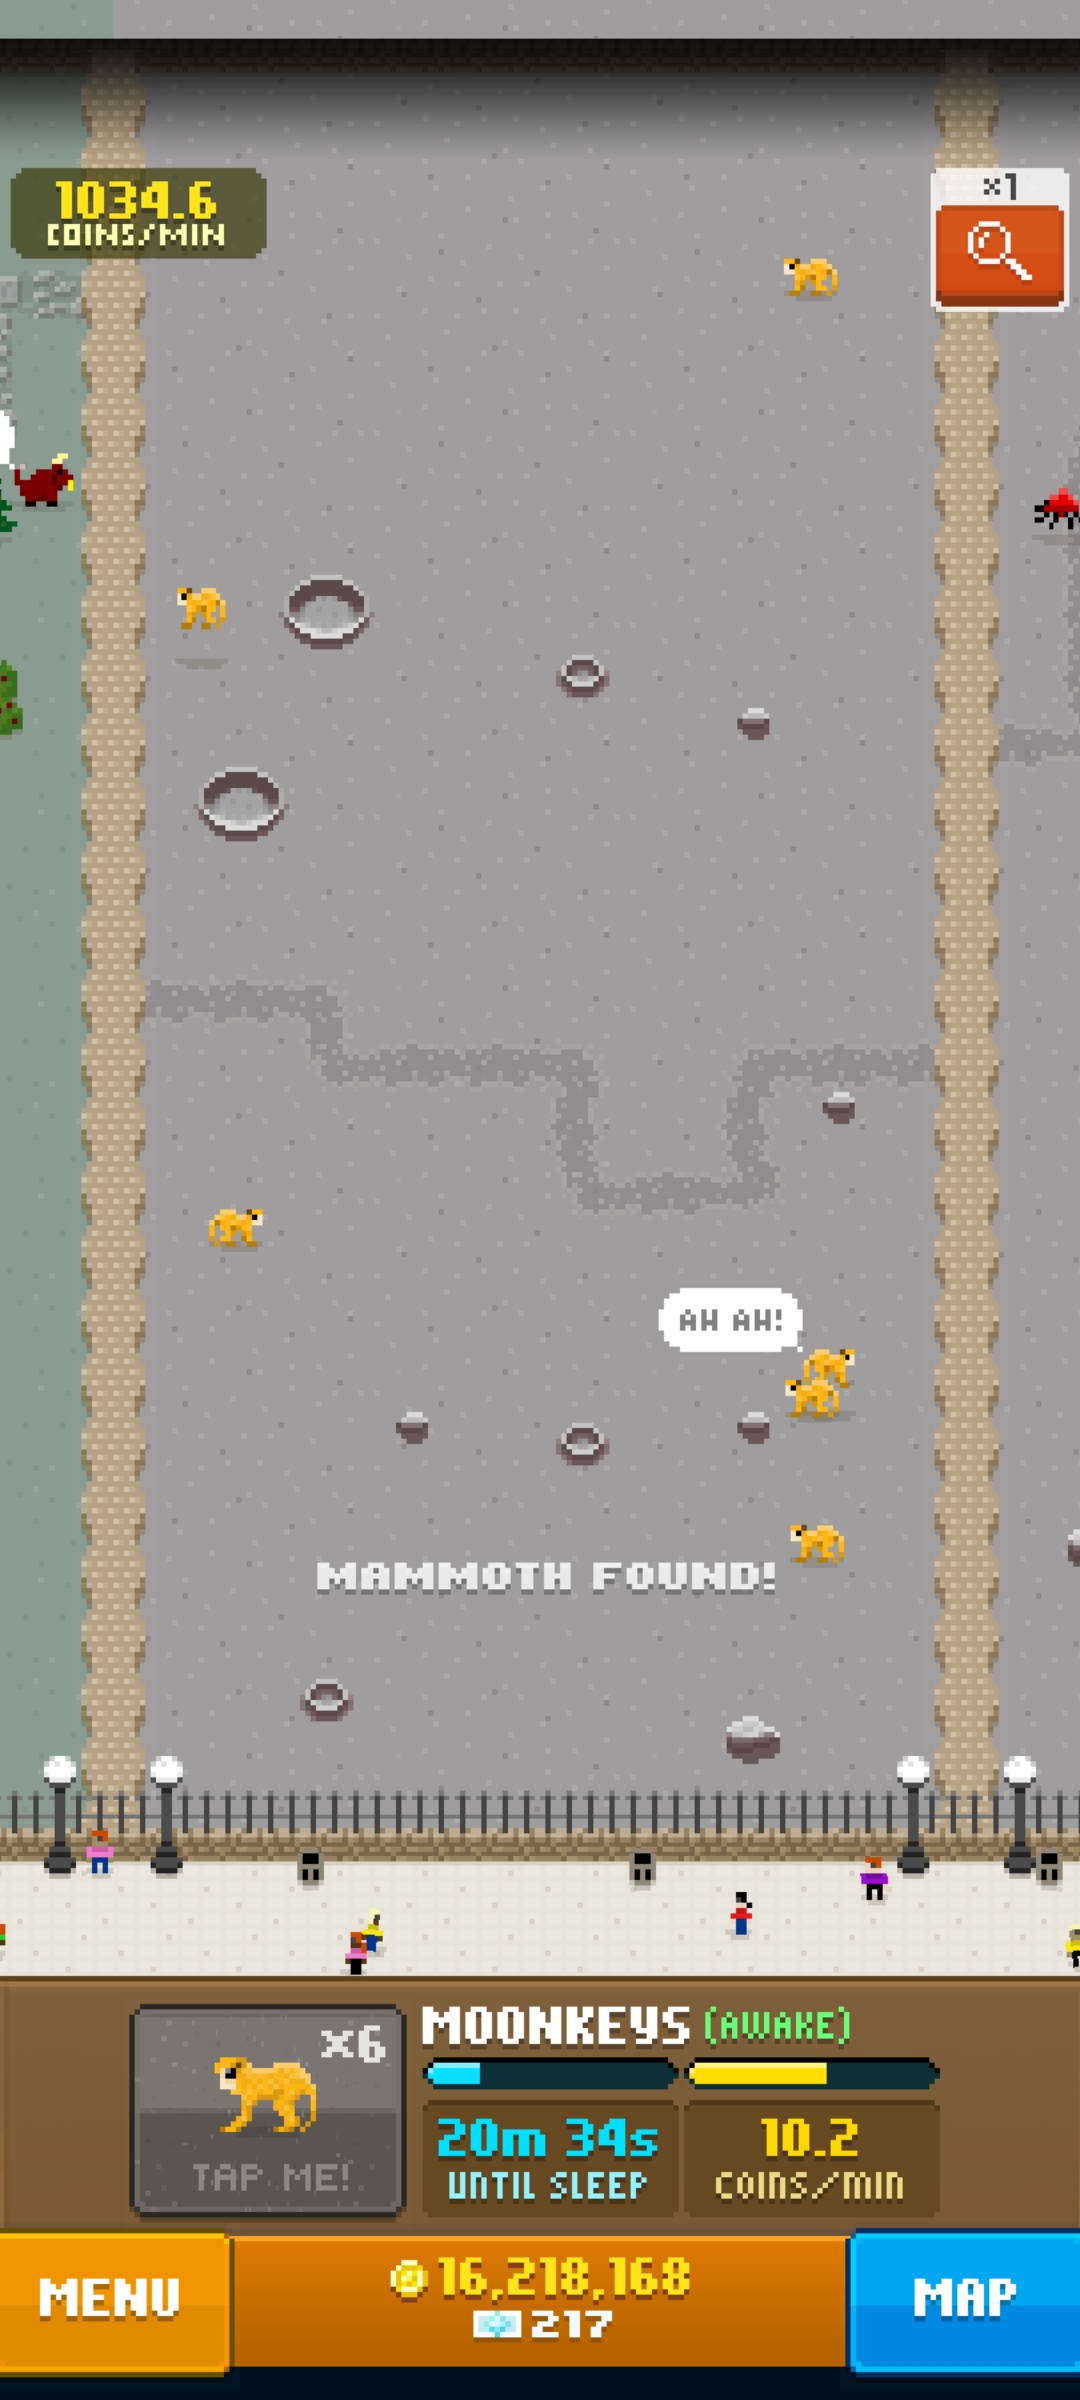 1034.6
COINS/MIN
x1
AH AH!
MAMMOTH FOUND!
x6
TAP ME!
MOONKEYS (AWAKE)
20m 34s
UNTIL SLEEP
10.2
COINS/MIN
MENU
16,218,168
217
MAP